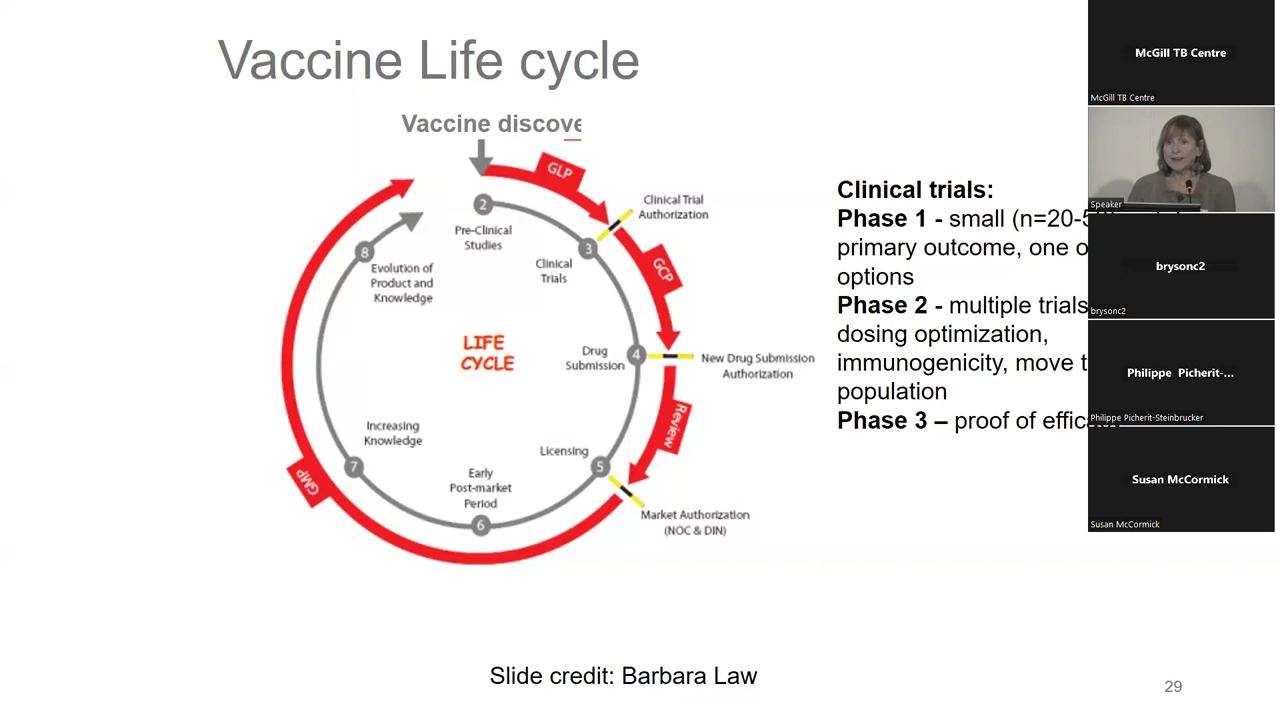 Vaccine Life cycle
Vaccine discove
GLP
Clinical Trial
Authorization
2
Pre-Clinical
Studies
3
Clinical
Trials
GCP
8
Evolution of
Product and
Knowledge
LIFE
CYCLE
Drug
Submission
4
New Drug Submission
Authorization
Review
Increasing
Knowledge
7
Licensing
5
Early
Post-market
Period
6
GMP
Market Authorization
(NOC & DIN)
Clinical trials:
Phase 1 - small (n=20-
primary outcome, one o
options
Phase 2 - multiple trials
dosing optimization,
immunogenicity, move t
population
Phase 3 – proof of effic
Slide credit: Barbara Law
29
McGill TB Centre
McGill TB Centre
Speaker
brysonc2
brysonc2
Philippe Picherit-...
Philippe Picherit-Steinbrucker
Susan McCormick
Susan McCormick